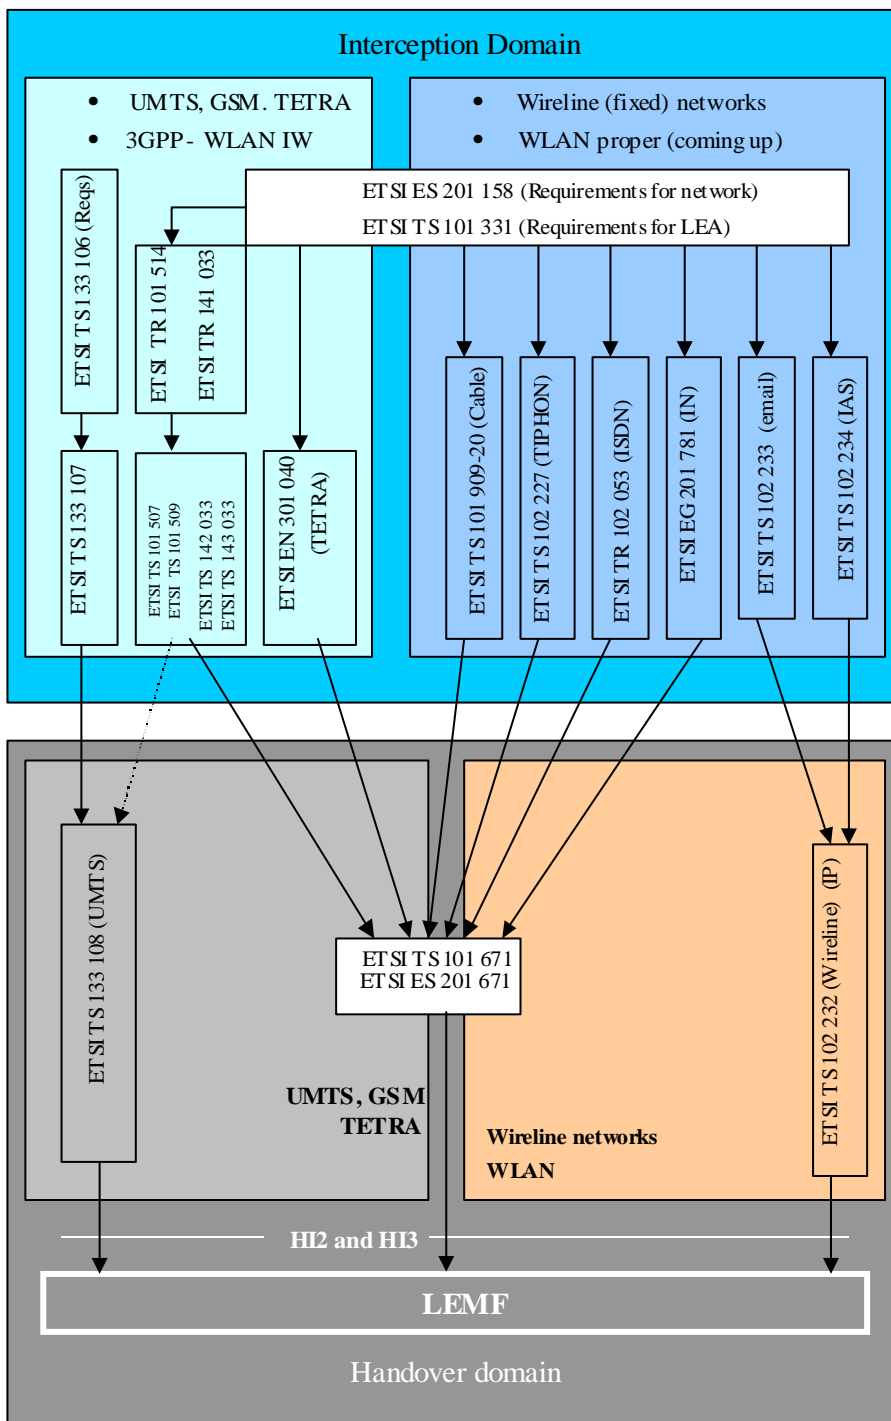 Interception Domain
• UMTS, GSM. TETRA
• 3GPP- WLAN IW
• Wireline (fixed) networks
• WLAN proper (coming up)
ETSI ES 201 158 (Requirements for network)
ETSI TS 101 331 (Requirements for LEA)
ETSI TS 133 106 (Reqs)
ETSI TR 101 514
ETSI TR 141 033
ETSI TS 133 107
ETSI TS 101 507
ETSI TS 101 509
ETSI TS 142 033
ETSI TS 143 033
ETSI EN 301 040
(TETRA)
ETSI TS 101 909-20 (Cable)
ETSI TS 102 227 (TIPHON)
ETSI TR 102 053 (ISDN)
ETSI EG 201 781 (IN)
ETSI TS 102 233 (email)
ETSI TS 102 234 (IAS)
ETSI TS 133 108 (UMTS)
ETSI TS 101 671
ETSI ES 201 671
ETSI TS 102 232 (Wireline) (IP)
UMTS, GSM
TETRA
Wireline networks
WLAN
HI2 and HI3
LEMF
Handover domain